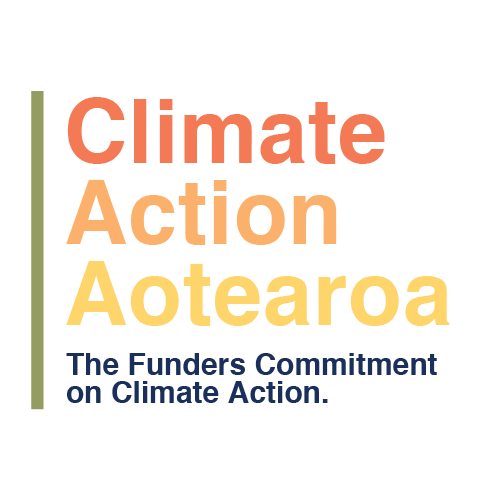 Climate
Action
Aotearoa
The Funders Commitment
on Climate Action.